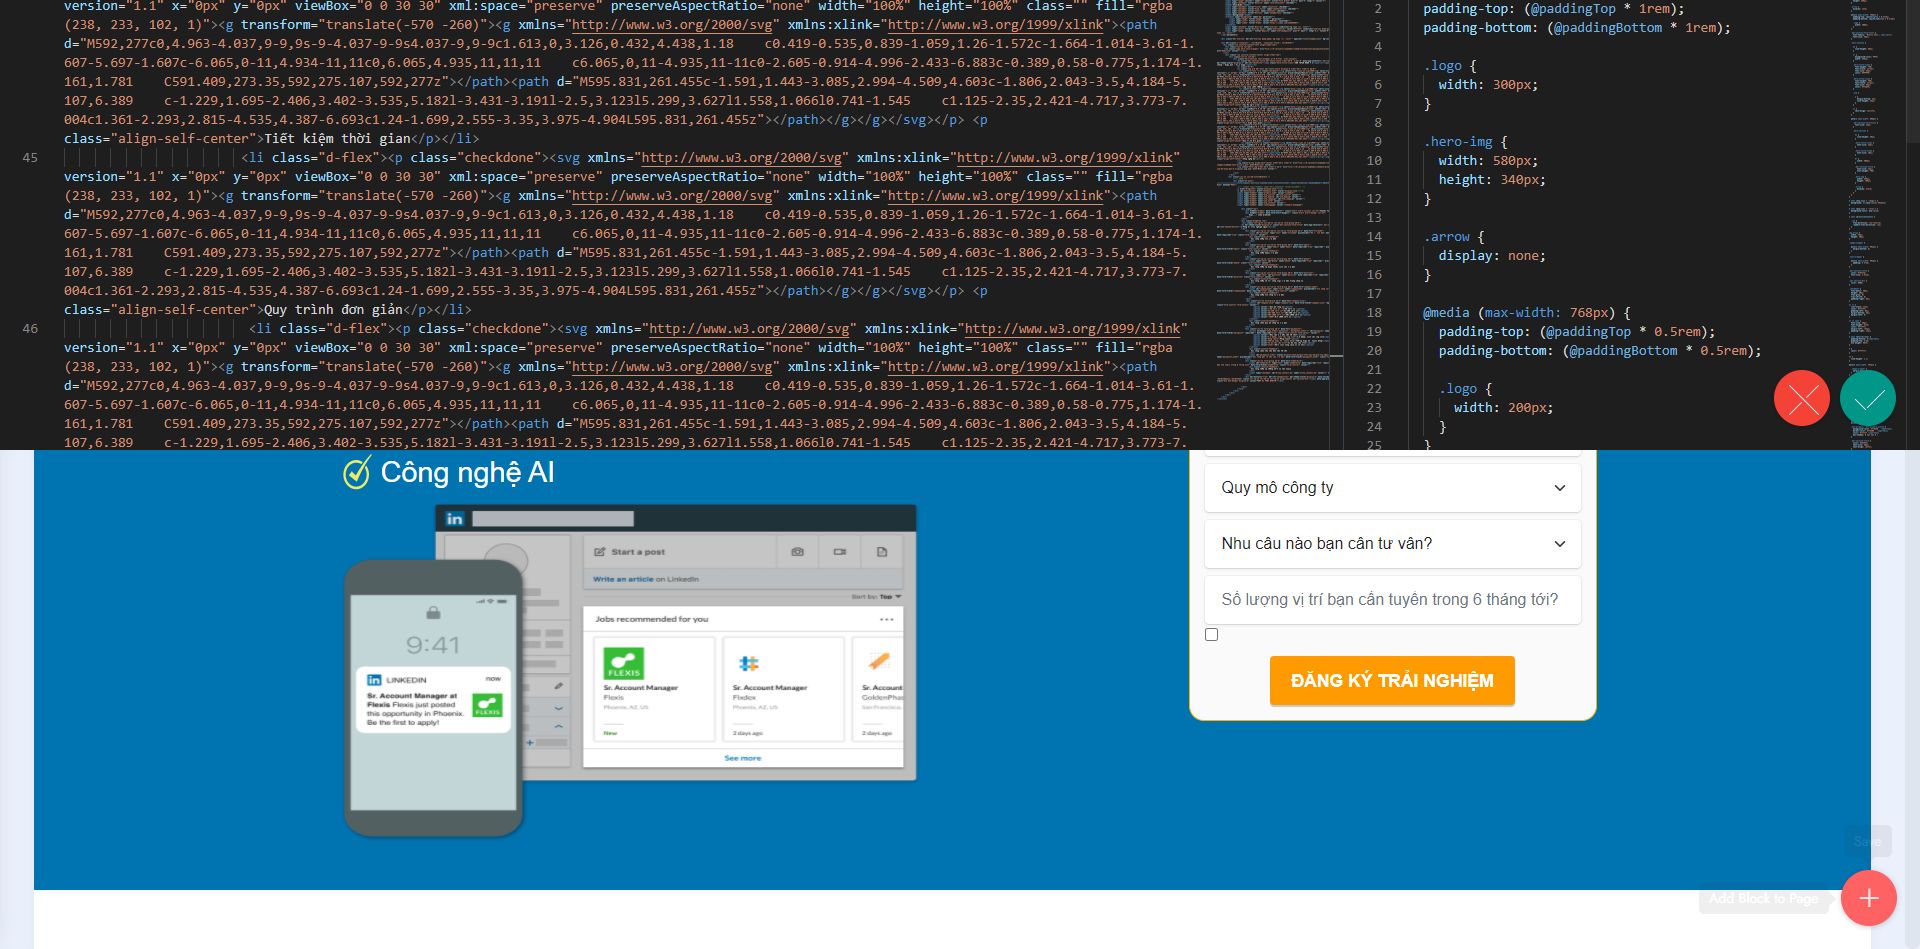 version="1.1" x="0px" y="0px" viewBox="0 0 30 30" xml:space="preserve" preserveAspectRatio="none" width="100%" height="100%" class="" fill="rgba
(238, 233, 102, 1)"><g transform="translate(-570 -260)"><g xmlns="http://www.w3.org/2000/svg" xmlns:xlink="http://www.w3.org/1999/xlink"><path
d="M592,277c0,4.963-4.037,9-9,9s-9-4.037-9-9s4.037-9,9-9c1.613,0,3.126,0.432,4.438,1.18    c0.419-0.535,0.839-1.059,1.26-1.572c-1.664-1.014-3.61-1.
607-5.697-1.607c-6.065,0-11,4.934-11,11c0,6.065,4.935,11,11,11    c6.065,0,11-4.935,11-11c0-2.605-0.914-4.996-2.433-6.883c-0.389,0.58-0.775,1.174-1.
161,1.781    C591.409,273.35,592,275.107,592,277z"></path><path d="M595.831,261.455c-1.591,1.443-3.085,2.994-4.509,4.603c-1.806,2.043-3.5,4.184-5.
107,6.389    c-1.229,1.695-2.406,3.402-3.535,5.182l-3.431-3.191l-2.5,3.123l5.299,3.627l1.558,1.066l0.741-1.545    c1.125-2.35,2.421-4.717,3.773-7.
004c1.361-2.293,2.815-4.535,4.387-6.693c1.24-1.699,2.555-3.35,3.975-4.904L595.831,261.455z"></path></g></g></svg></p> <p
class="align-self-center">Tiết kiệm thời gian</p></li>
45 <li class="d-flex"><p class="checkdone"><svg xmlns="http://www.w3.org/2000/svg" xmlns:xlink="http://www.w3.org/1999/xlink"
version="1.1" x="0px" y="0px" viewBox="0 0 30 30" xml:space="preserve" preserveAspectRatio="none" width="100%" height="100%" class="" fill="rgba
(238, 233, 102, 1)"><g transform="translate(-570 -260)"><g xmlns="http://www.w3.org/2000/svg" xmlns:xlink="http://www.w3.org/1999/xlink"><path
d="M592,277c0,4.963-4.037,9-9,9s-9-4.037-9-9s4.037-9,9-9c1.613,0,3.126,0.432,4.438,1.18    c0.419-0.535,0.839-1.059,1.26-1.572c-1.664-1.014-3.61-1.
607-5.697-1.607c-6.065,0-11,4.934-11,11c0,6.065,4.935,11,11,11    c6.065,0,11-4.935,11-11c0-2.605-0.914-4.996-2.433-6.883c-0.389,0.58-0.775,1.174-1.
161,1.781    C591.409,273.35,592,275.107,592,277z"></path><path d="M595.831,261.455c-1.591,1.443-3.085,2.994-4.509,4.603c-1.806,2.043-3.5,4.184-5.
107,6.389    c-1.229,1.695-2.406,3.402-3.535,5.182l-3.431-3.191l-2.5,3.123l5.299,3.627l1.558,1.066l0.741-1.545    c1.125-2.35,2.421-4.717,3.773-7.
004c1.361-2.293,2.815-4.535,4.387-6.693c1.24-1.699,2.555-3.35,3.975-4.904L595.831,261.455z"></path></g></g></svg></p> <p
class="align-self-center">Quy trình đơn giản</p></li>
46 <li class="d-flex"><p class="checkdone"><svg xmlns="http://www.w3.org/2000/svg" xmlns:xlink="http://www.w3.org/1999/xlink"
version="1.1" x="0px" y="0px" viewBox="0 0 30 30" xml:space="preserve" preserveAspectRatio="none" width="100%" height="100%" class="" fill="rgba
(238, 233, 102, 1)"><g transform="translate(-570 -260)"><g xmlns="http://www.w3.org/2000/svg" xmlns:xlink="http://www.w3.org/1999/xlink"><path
d="M592,277c0,4.963-4.037,9-9,9s-9-4.037-9-9s4.037-9,9-9c1.613,0,3.126,0.432,4.438,1.18    c0.419-0.535,0.839-1.059,1.26-1.572c-1.664-1.014-3.61-1.
607-5.697-1.607c-6.065,0-11,4.934-11,11c0,6.065,4.935,11,11,11    c6.065,0,11-4.935,11-11c0-2.605-0.914-4.996-2.433-6.883c-0.389,0.58-0.775,1.174-1.
161,1.781    C591.409,273.35,592,275.107,592,277z"></path><path d="M595.831,261.455c-1.591,1.443-3.085,2.994-4.509,4.603c-1.806,2.043-3.5,4.184-5.
107,6.389    c-1.229,1.695-2.406,3.402-3.535,5.182l-3.431-3.191l-2.5,3.123l5.299,3.627l1.558,1.066l0.741-1.545    c1.125-2.35,2.421-4.717,3.773-7.
2 padding-top: (@paddingTop * 1rem);
3 padding-bottom: (@paddingBottom * 1rem);
4
5 .logo {
6 width: 300px;
7 }
8
9 .hero-img {
10 width: 580px;
11 height: 340px;
12 }
13
14 .arrow {
15 display: none;
16 }
17
18 @media (max-width: 768px) {
19 padding-top: (@paddingTop * 0.5rem);
20 padding-bottom: (@paddingBottom * 0.5rem);
21
22 .logo {
23 width: 200px;
24 }
25 }
Công nghệ AI
in
Start a post
Write an article on LinkedIn
Sort by: Top
Jobs recommended for you
FLEXIS
Sr. Account Manager
Flexis
Phoenix, AZ, US
New
Sr. Account Manager
Fixdex
Phoenix, AZ, US
2 days ago
Sr. Accoun
GoldenPhas
San Francisco,
2 days ago
See more
9:41
in LINKEDIN now
Sr. Account Manager at
Flexis Flexis just posted
this opportunity in Phoenix.
Be the first to apply!
FLEXIS
Quy mô công ty
Nhu cầu nào bạn cần tư vấn?
Số lượng vị trí bạn cần tuyển trong 6 tháng tới?
ĐĂNG KÝ TRẢI NGHIỆM
Save
Add Block to Page